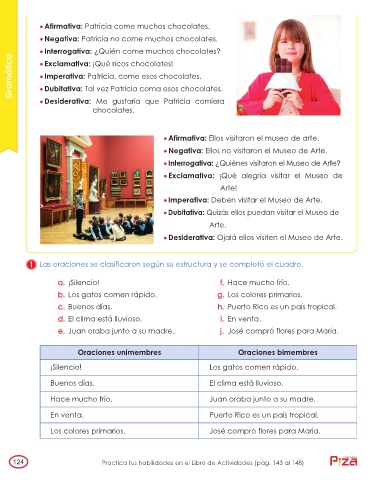 • Afirmativa: Patricia come muchos chocolates.
• Negativa: Patricia no come muchos chocolates.
• Interrogativa: ¿Quién come muchos chocolates?
• Exclamativa: ¡Qué ricos chocolates!
• Imperativa: Patricia, come esos chocolates.
• Dubitativa: Tal vez Patricia coma esos chocolates.
• Desiderativa: Me gustaría que Patricia comiera
chocolates.
Gramática
• Afirmativa: Ellos visitaron el museo de arte.
• Negativa: Ellos no visitaron el Museo de Arte.
• Interrogativa: ¿Quiénes visitaron el Museo de Arte?
• Exclamativa: ¡Qué alegría visitar el Museo de
Arte!
• Imperativa: Deben visitar el Museo de Arte.
• Dubitativa: Quizás ellos puedan visitar el Museo de
Arte.
• Desiderativa: Ojalá ellos visiten el Museo de Arte.
1 Las oraciones se clasificaron según su estructura y se completó el cuadro.
a. ¡Silencio!
b. Los gatos comen rápido.
c. Buenos días.
d. El clima está lluvioso.
e. Juan oraba junto a su madre.
f. Hace mucho frío.
g. Los colores primarios.
h. Puerto Rico es un país tropical.
i. En venta.
j. José compró flores para María.
Oraciones unimembres Oraciones bimembres
¡Silencio! Los gatos comen rápido.
Buenos días. El clima está lluvioso.
Hace mucho frío. Juan oraba junto a su madre.
En venta. Puerto Rico es un país tropical.
Los colores primarios. José compró flores para María.
124 Practica tus habilidades en el Libro de Actividades (pág. 143 al 148)